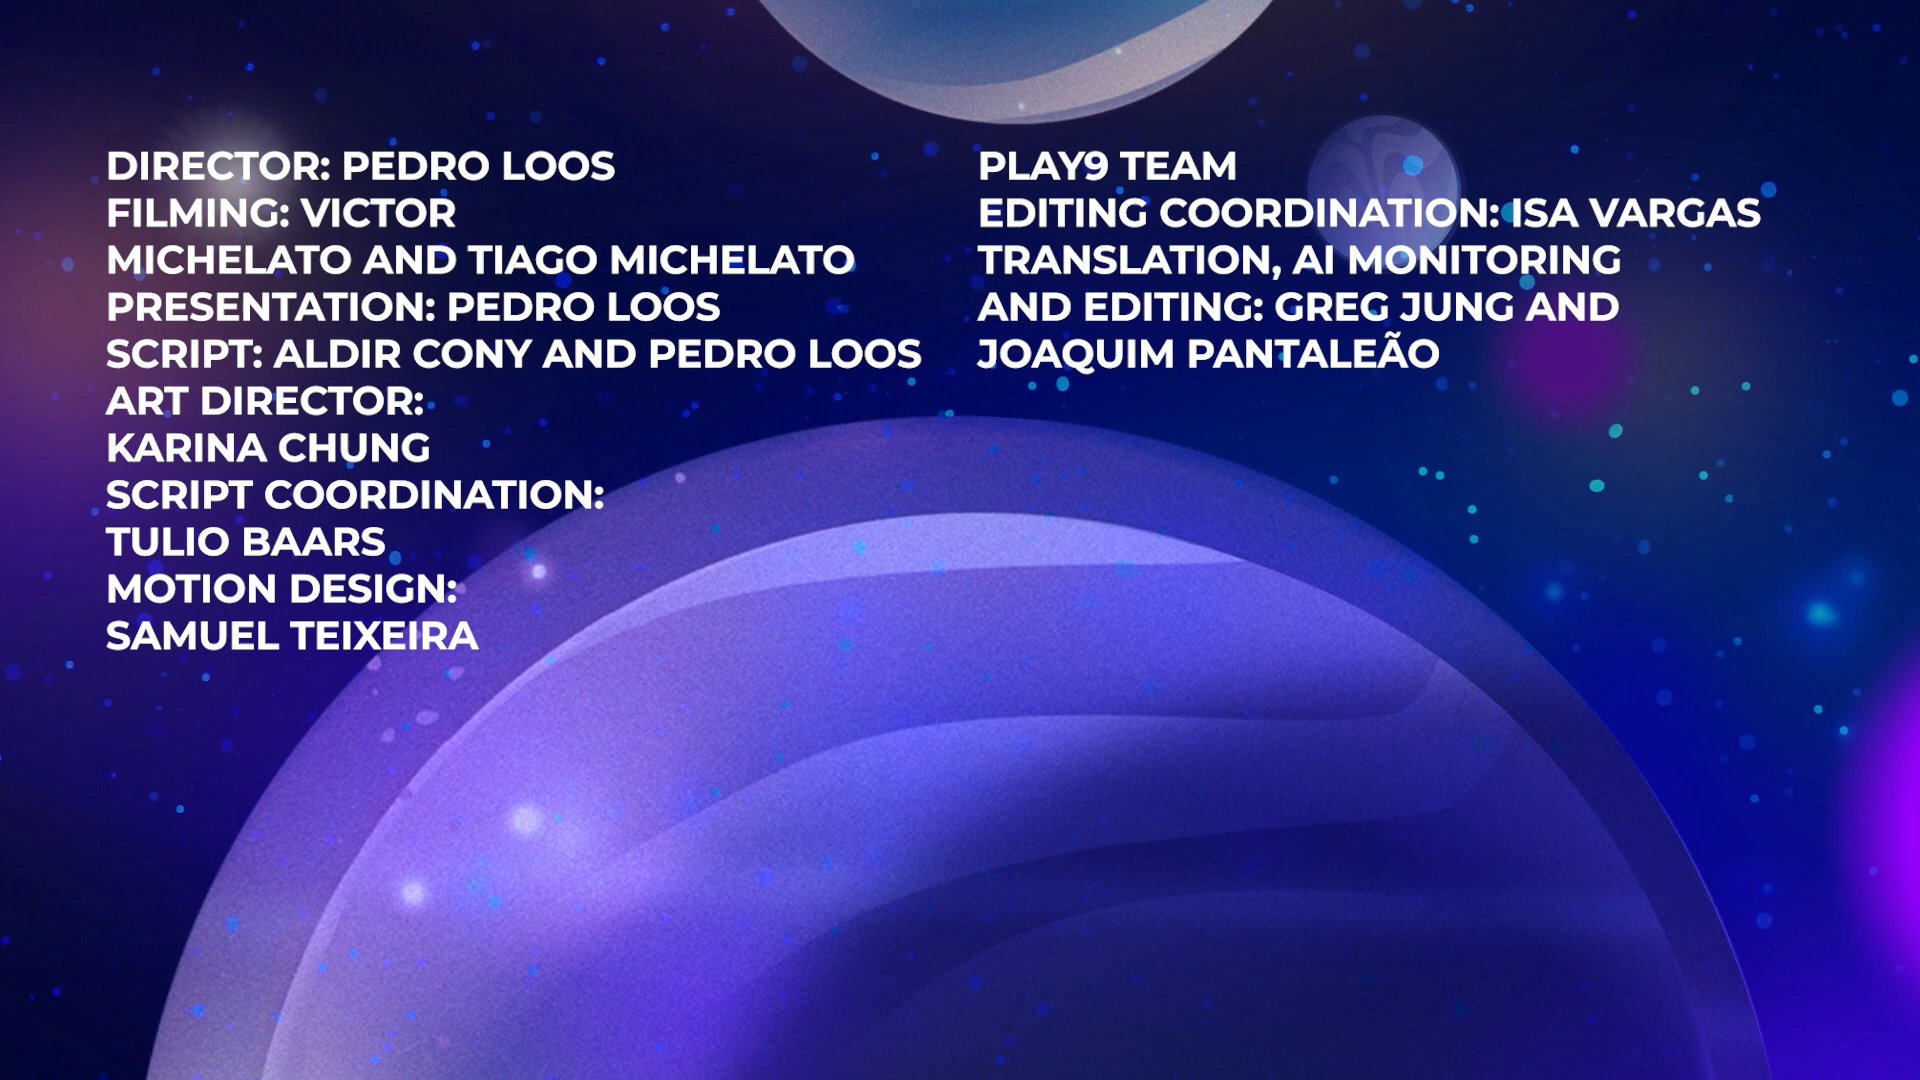 DIRECTOR: PEDRO LOOS
FILMING: VICTOR
MICHELATO AND TIAGO MICHELATO
PRESENTATION: PEDRO LOOS
SCRIPT: ALDIR CONY AND PEDRO LOOS
ART DIRECTOR:
KARINA CHUNG
SCRIPT COORDINATION:
TULIO BAARS
MOTION DESIGN:
SAMUEL TEIXEIRA
PLAY9 TEAM
EDITING COORDINATION: ISA VARGAS
TRANSLATION, AI MONITORING
AND EDITING: GREG JUNG AND
JOAQUIM PANTALEÃO